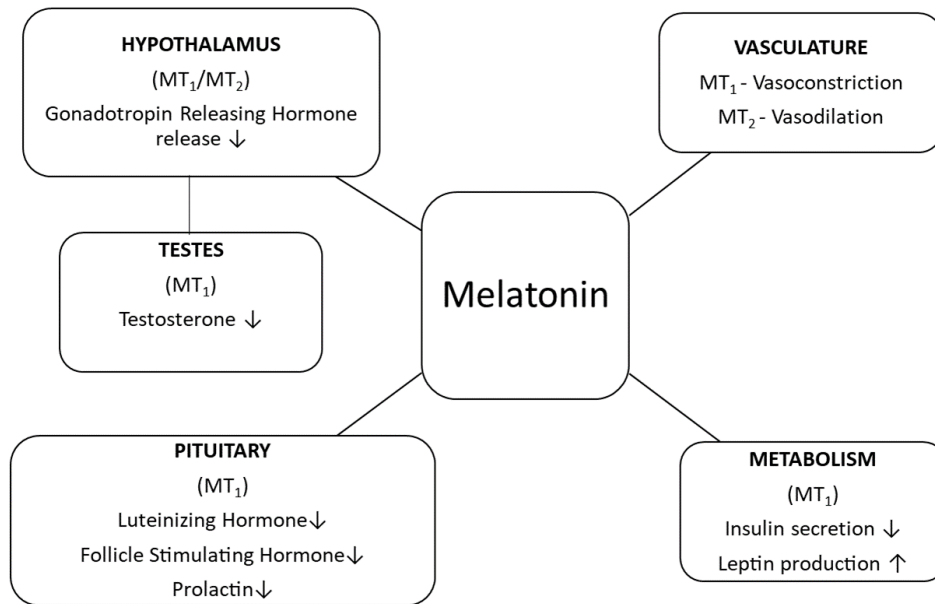 HYPOTHALAMUS
(MT₁/MT₂)
Gonadotropin Releasing Hormone
release ↓
VASCULATURE
MT₁ - Vasoconstriction
MT₂ - Vasodilation
TESTES
(MT₁)
Testosterone ↓
Melatonin
PITUITARY
(MT₁)
Luteinizing Hormone↓
Follicle Stimulating Hormone↓
Prolactin↓
METABOLISM
(MT₁)
Insulin secretion ↓
Leptin production ↑